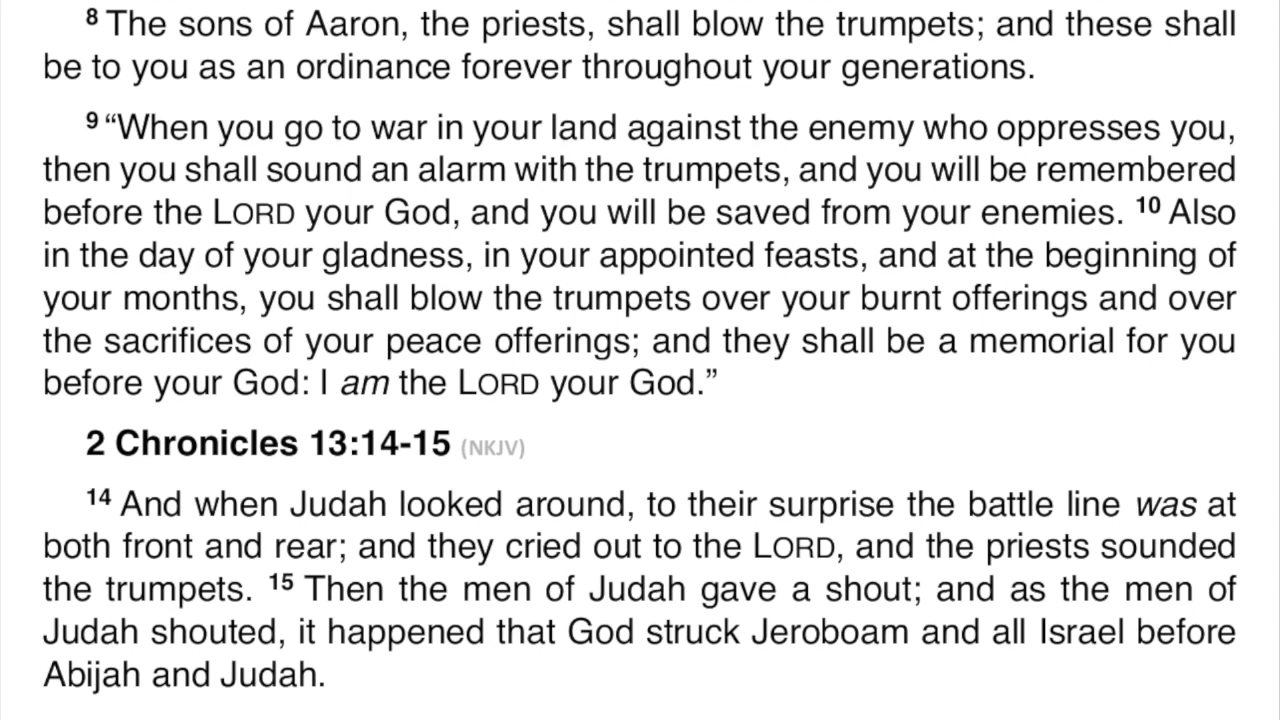 8 The sons of Aaron, the priests, shall blow the trumpets; and these shall
be to you as an ordinance forever throughout your generations.
9 “When you go to war in your land against the enemy who oppresses you,
then you shall sound an alarm with the trumpets, and you will be remembered
before the LORD your God, and you will be saved from your enemies. 10 Also
in the day of your gladness, in your appointed feasts, and at the beginning of
your months, you shall blow the trumpets over your burnt offerings and over
the sacrifices of your peace offerings; and they shall be a memorial for you
before your God: I am the LORD your God.”
2 Chronicles 13:14-15 (NKJV)
14 And when Judah looked around, to their surprise the battle line was at
both front and rear; and they cried out to the LORD, and the priests sounded
the trumpets. 15 Then the men of Judah gave a shout; and as the men of
Judah shouted, it happened that God struck Jeroboam and all Israel before
Abijah and Judah.